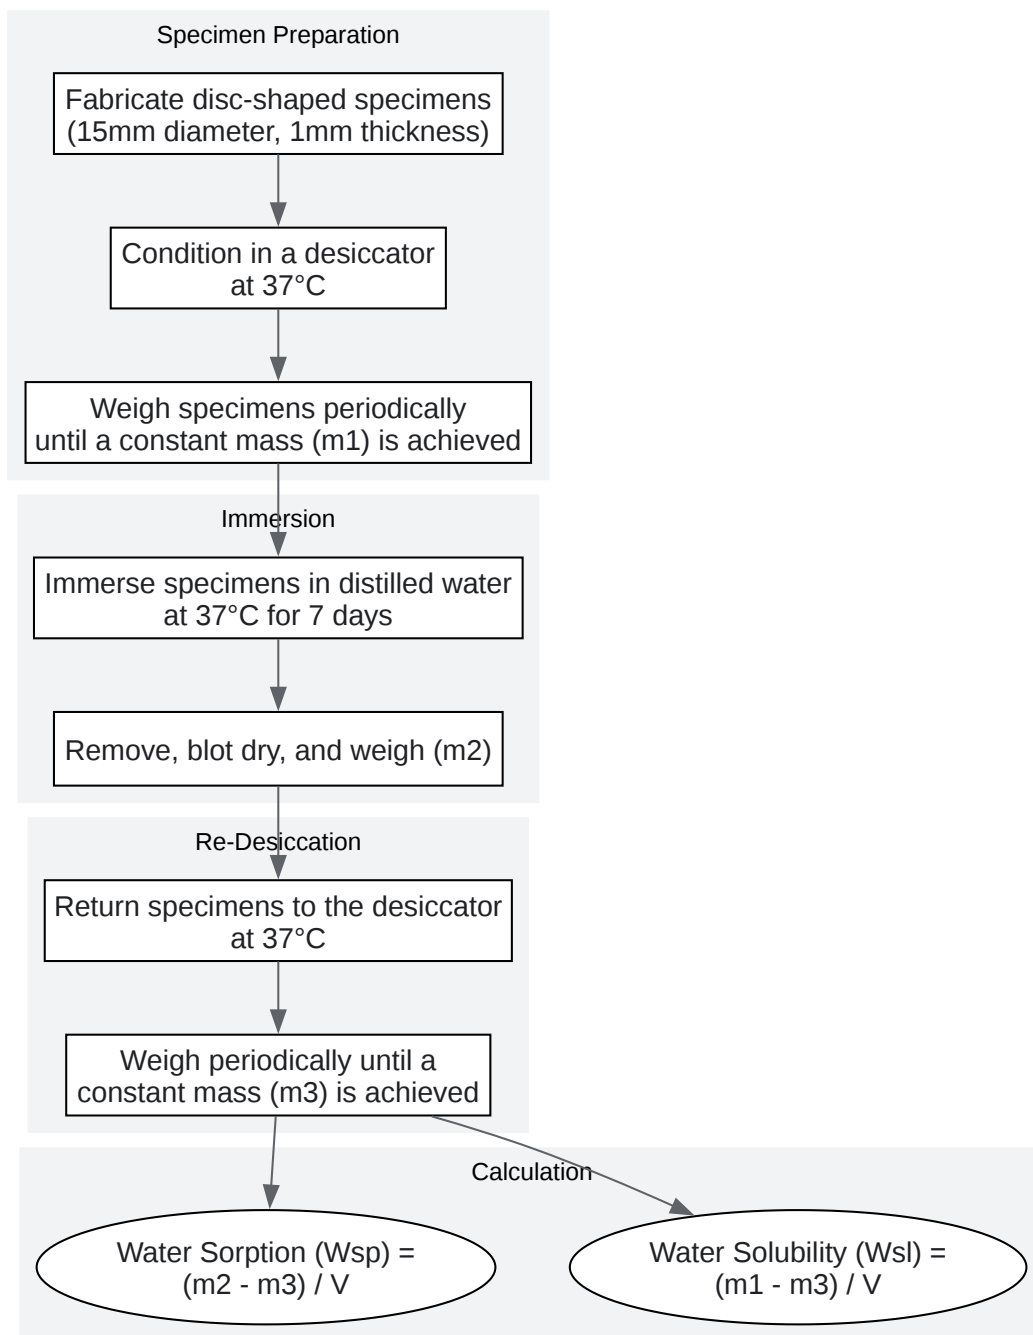 Specimen Preparation
Fabricate disc-shaped specimens
(15mm diameter, 1mm thickness)
Condition in a desiccator
at 37°C
Weigh specimens periodically
until a constant mass (m1) is achieved
Immersion
Immerse specimens in distilled water
at 37°C for 7 days
Remove, blot dry, and weigh (m2)
Re-Desiccation
Return specimens to the desiccator
at 37°C
Weigh periodically until a
constant mass (m3) is achieved
Calculation
Water Sorption (Wsp) =
(m2 - m3) / V
Water Solubility (Wsl) =
(m1 - m3) / V